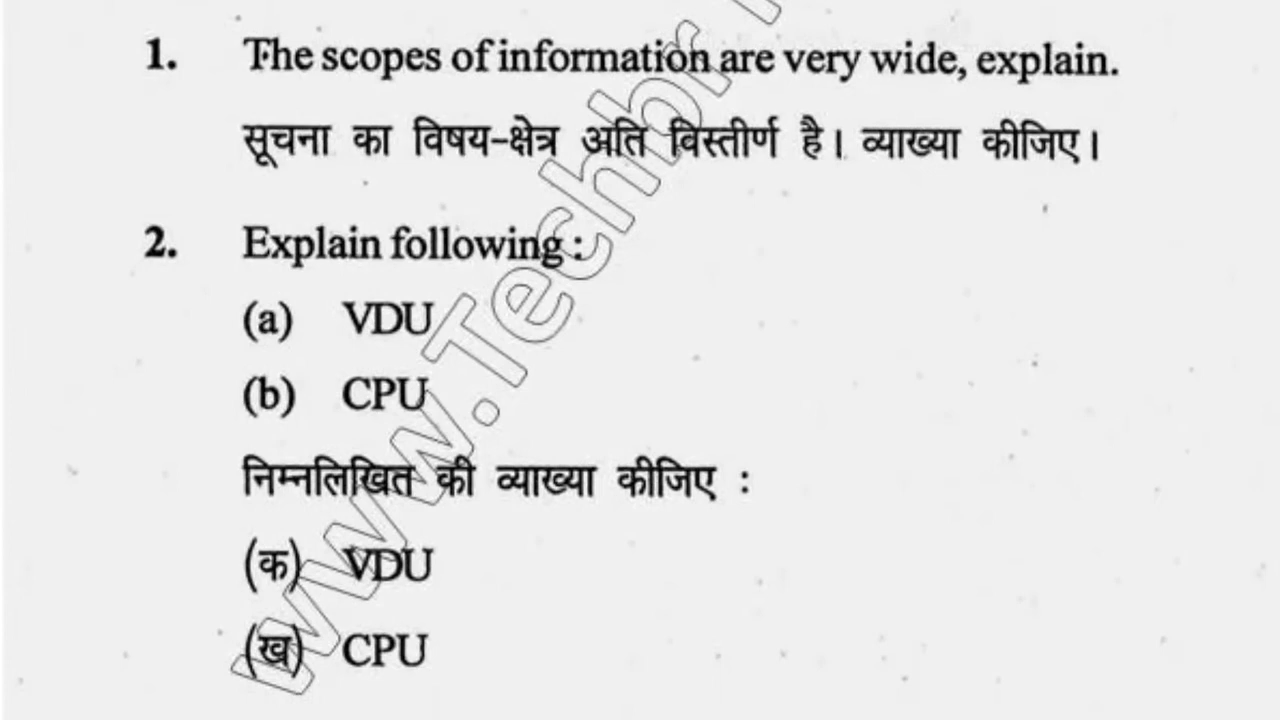 1. The scopes of information are very wide, explain.
सूचना का विषय-क्षेत्र अति विस्तीर्ण है। व्याख्या कीजिए।
2. Explain following :
(a) VDU
(b) CPU
निम्नलिखित की व्याख्या कीजिए :
(क) VDU
(ख) CPU
www.Techbr